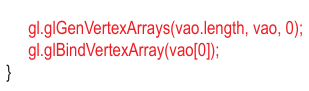 gl.glGenVertexArrays(vao.length, vao, 0);
gl.glBindVertexArray(vao[0]);
}